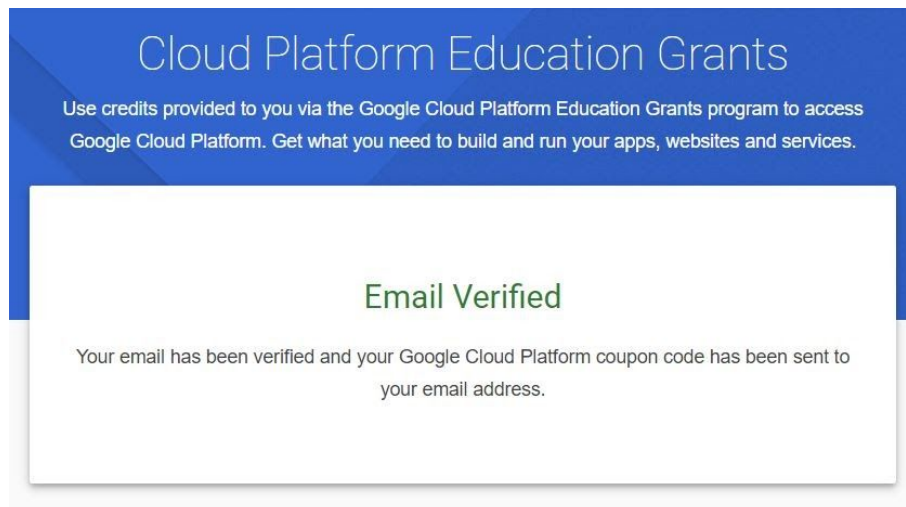 Cloud Platform Education Grants
Use credits provided to you via the Google Cloud Platform Education Grants program to access
Google Cloud Platform. Get what you need to build and run your apps, websites and services.
Email Verified
Your email has been verified and your Google Cloud Platform coupon code has been sent to
your email address.